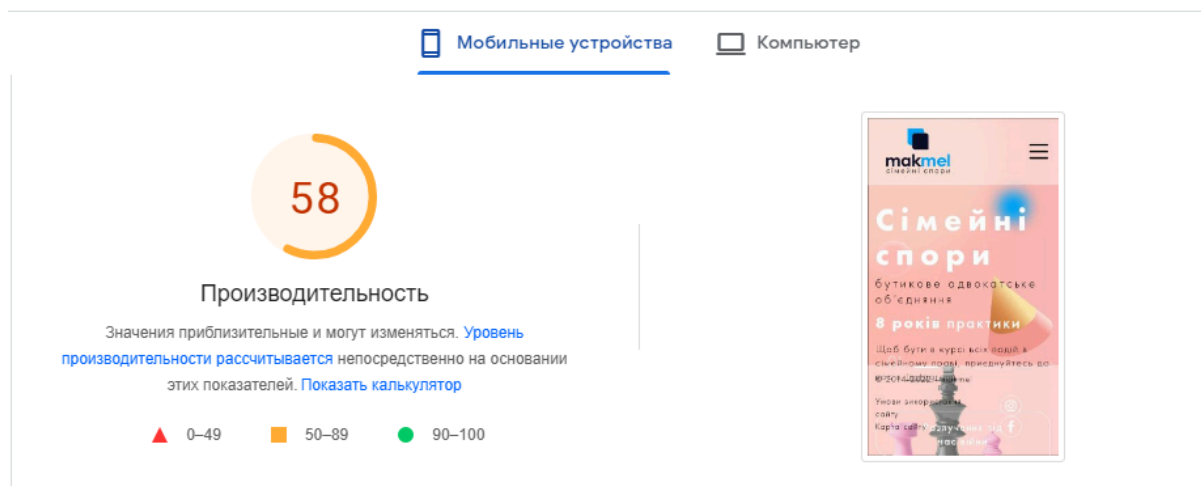 Мобильные устройства
Компьютер
58
Производительность
Значения приблизительные и могут изменяться. Уровень
производительности рассчитывается непосредственно на основании
этих показателей. Показать калькулятор
0–49
50–89
90–100
makmel
сімейні спори
Сімейні
спори
бутикове адвокатське
об'єднання
8 років практики
Щоб бути в курсі всіх подій в
сімейному праві, приєднуйтесь до
Умови використання
сайту
Карта сайту